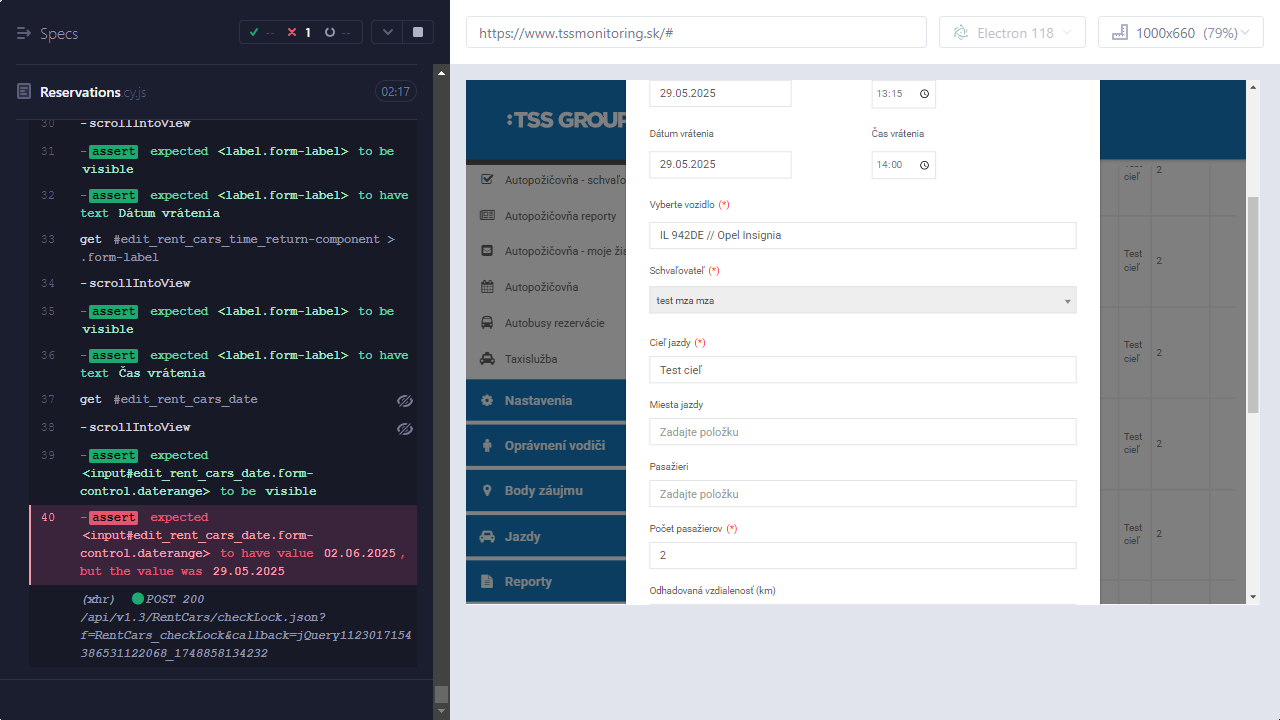 Specs
-- 1 --
Reservations.cy.js
02:17
30 -scrollIntoView
31 -assert expected <label.form-label> to be
visible
32 -assert expected <label.form-label> to have
text Dátum vrátenia
33 get #edit_rent_cars_time_return-component >
.form-label
34 -scrollIntoView
35 -assert expected <label.form-label> to be
visible
36 -assert expected <label.form-label> to have
text Čas vrátenia
37 get #edit_rent_cars_date
38 -scrollIntoView
39 -assert expected
<input#edit_rent_cars_date.form-
control.daterange> to be visible
40 -assert expected
<input#edit_rent_cars_date.form-
control.daterange> to have value 02.06.2025,
but the value was 29.05.2025
(xhr) POST 200
/api/v1.3/RentCars/checkLock.json?
f=RentCars_checkLock&callback=jQuery1123017154
386531122068_1748858134232
https://www.tssmonitoring.sk/#
Electron 118
1000x660 (79%)
:TSS GROUP
Autopožičovňa - schvaľo
Autopožičovňa reporty
Autopožičovňa - moje žia
Autopožičovňa
Autobusy rezervácie
Taxislužba
Nastavenia
Oprávnení vodiči
Body záujmu
Jazdy
Reporty
29.05.2025
13:15
Dátum vrátenia
Čas vrátenia
29.05.2025
14:00
Vyberte vozidlo (*)
IL 942DE // Opel Insignia
Schvaľovateľ (*)
test mza mza
Cieľ jazdy (*)
Test cieľ
Miesta jazdy
Zadajte položku
Pasažieri
Zadajte položku
Počet pasažierov (*)
2
Odhadovaná vzdialenosť (km)
Test
cieľ
2
Test
cieľ
2
Test
cieľ
2
Test
cieľ
2
Test
cieľ
2